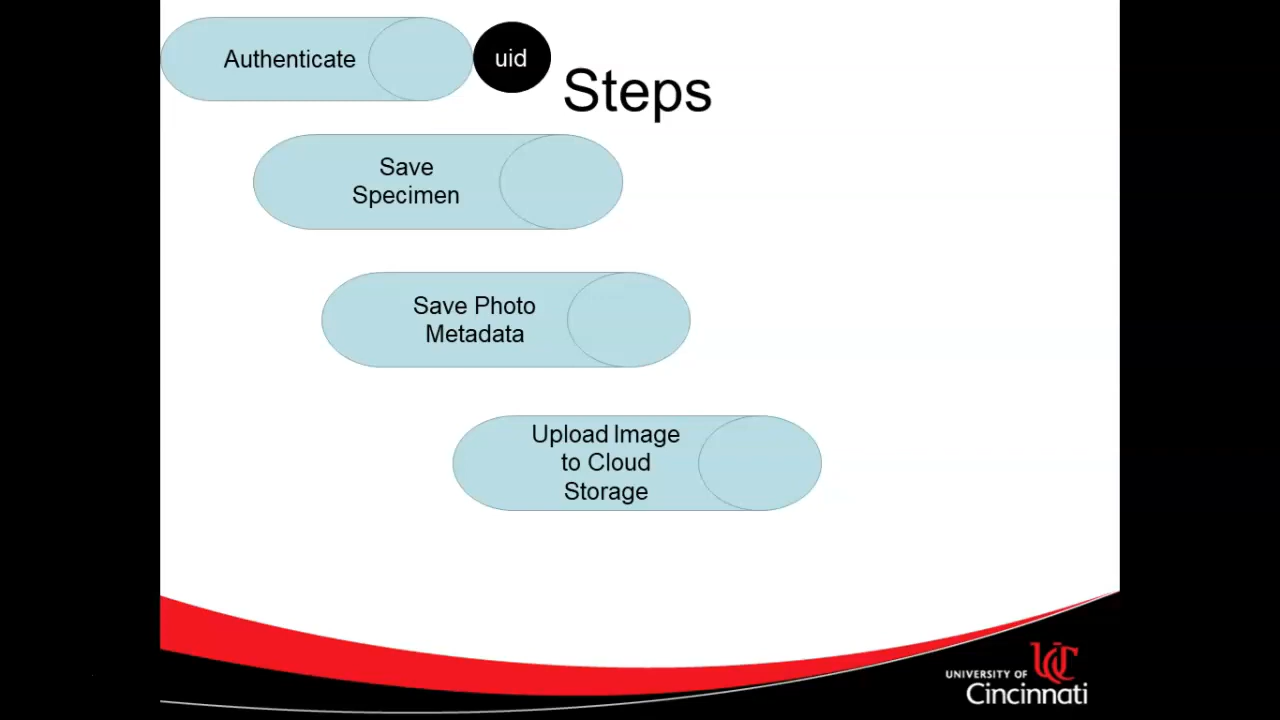 Authenticate
uid
Steps
Save
Specimen
Save Photo
Metadata
Upload Image
to Cloud
Storage
UNIVERSITY OF
Cincinnati